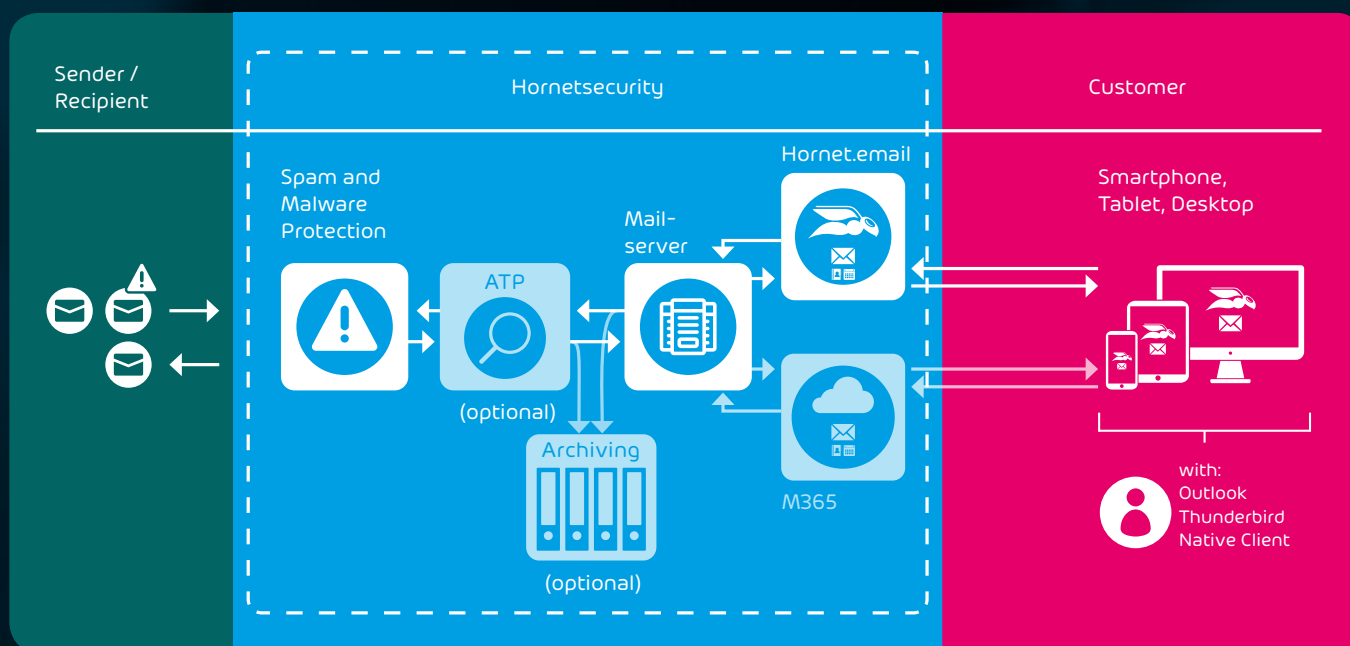 Sender /
Recipient
Hornetsecurity
Customer
Spam and
Malware
Protection
ATP
(optional)
Archiving
(optional)
Mail-
server
Hornet.email
M365
Smartphone,
Tablet, Desktop
with:
Outlook
Thunderbird
Native Client